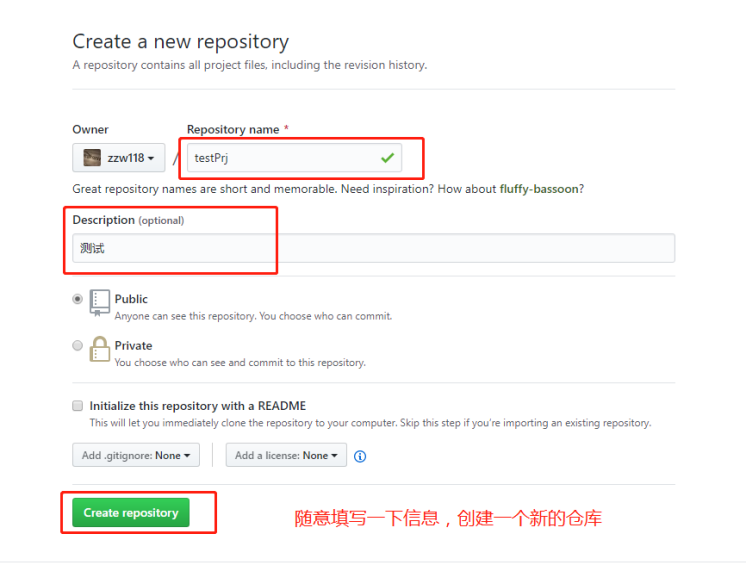 Create a new repository
A repository contains all project files, including the revision history.
Owner
Repository name *
zzw118
/
testPrj
Great repository names are short and memorable. Need inspiration? How about fluffy-bassoon?
Description (optional)
测试
Public
Anyone can see this repository. You choose who can commit.
Private
You choose who can see and commit to this repository.
Initialize this repository with a README
This will let you immediately clone the repository to your computer. Skip this step if you're importing an existing repository.
Add .gitignore: None
Add a license: None
Create repository
随意填写一下信息，创建一个新的仓库